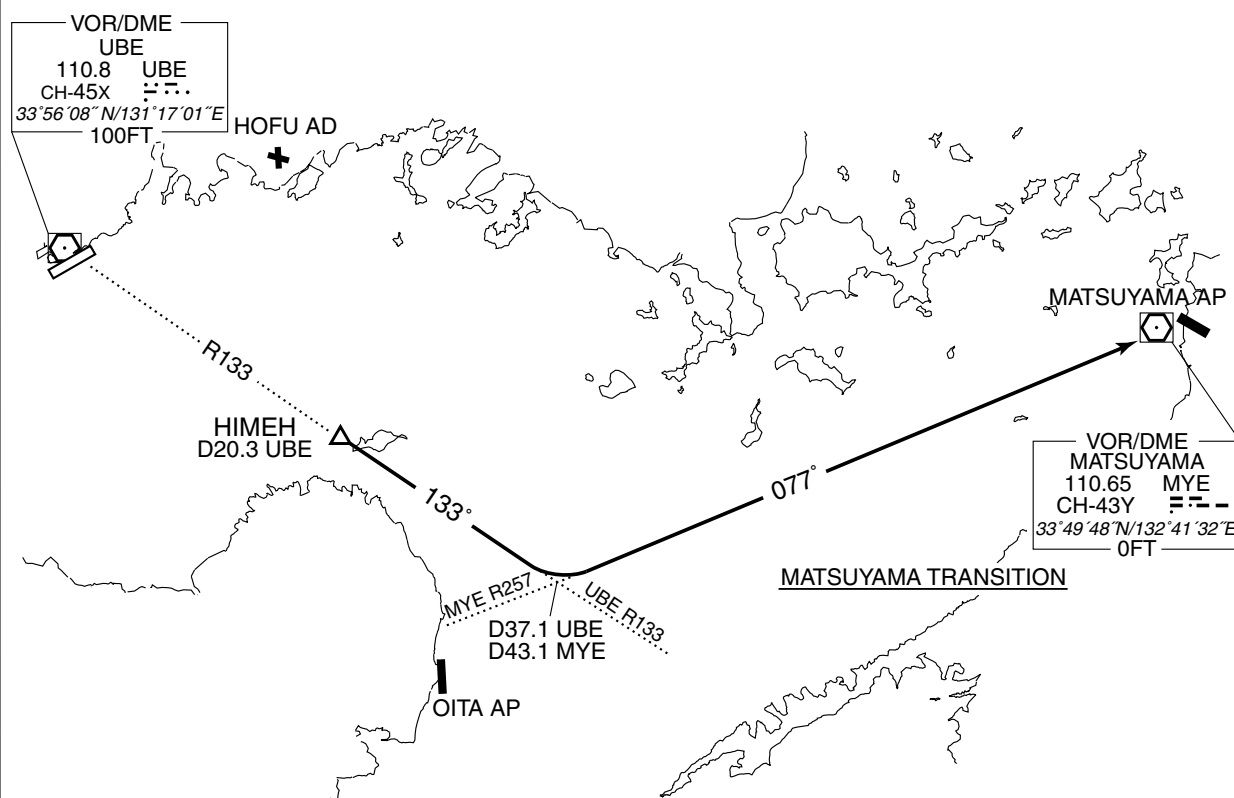 VOR/DME
UBE
110.8 UBE
CH-45X
33°56´08˝N/131°17´01˝E
100FT
HOFU AD
MATSUYAMA AP
R133
HIMEH
D20.3 UBE
133°
077°
VOR/DME
MATSUYAMA
110.65 MYE
CH-43Y
33°49´48˝N/132°41´32˝E
0FT
MATSUYAMA TRANSITION
MYE R257
UBE R133
D37.1 UBE
D43.1 MYE
OITA AP